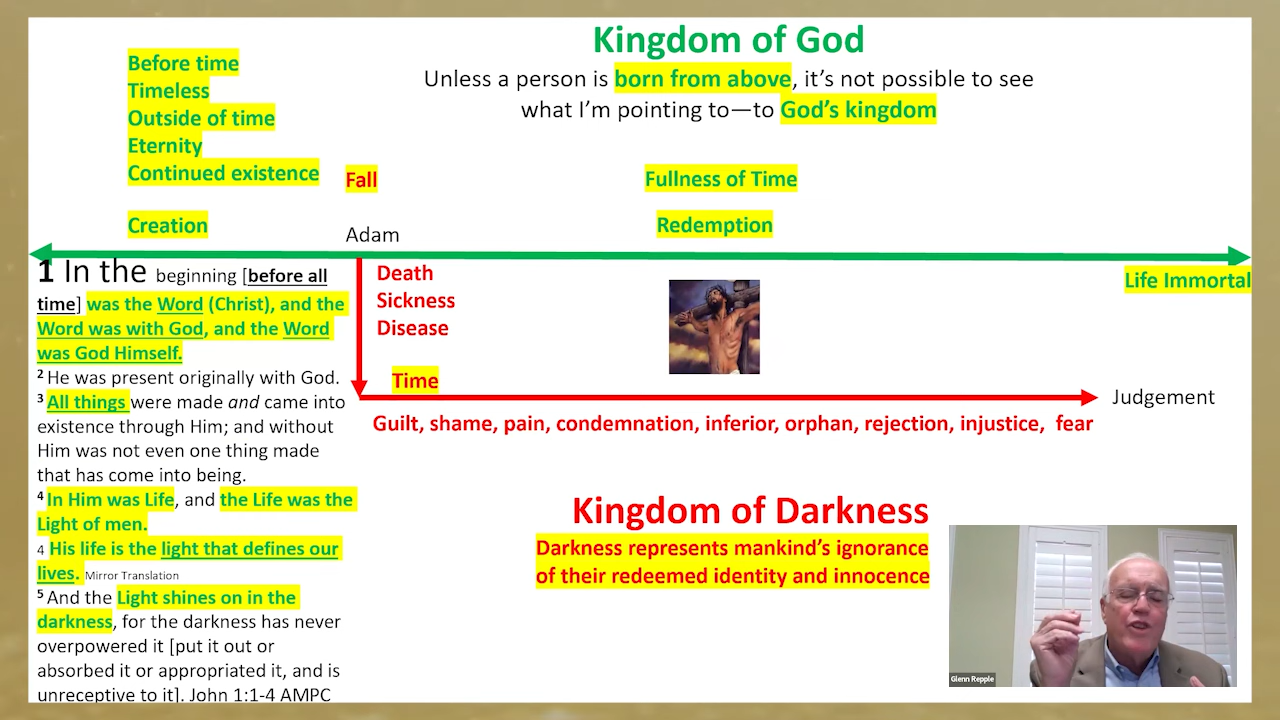 Kingdom of God
Unless a person is born from above, it’s not possible to see
what I’m pointing to—to God’s kingdom
Before time
Timeless
Outside of time
Eternity
Continued existence
Creation
Fall
Adam
Fullness of Time
Redemption
Life Immortal
1 In the beginning [before all
time] was the Word (Christ), and the
Word was with God, and the Word
was God Himself.
2 He was present originally with God.
3 All things were made and came into
existence through Him; and without
Him was not even one thing made
that has come into being.
4 In Him was Life, and the Life was the
Light of men.
4 His life is the light that defines our
lives. Mirror Translation
5 And the Light shines on in the
darkness, for the darkness has never
overpowered it [put it out or
absorbed it or appropriated it, and is
unreceptive to it]. John 1:1-4 AMPC
Death
Sickness
Disease
Time
Judgement
Guilt, shame, pain, condemnation, inferior, orphan, rejection, injustice, fear
Kingdom of Darkness
Darkness represents mankind’s ignorance
of their redeemed identity and innocence
Glenn Repple